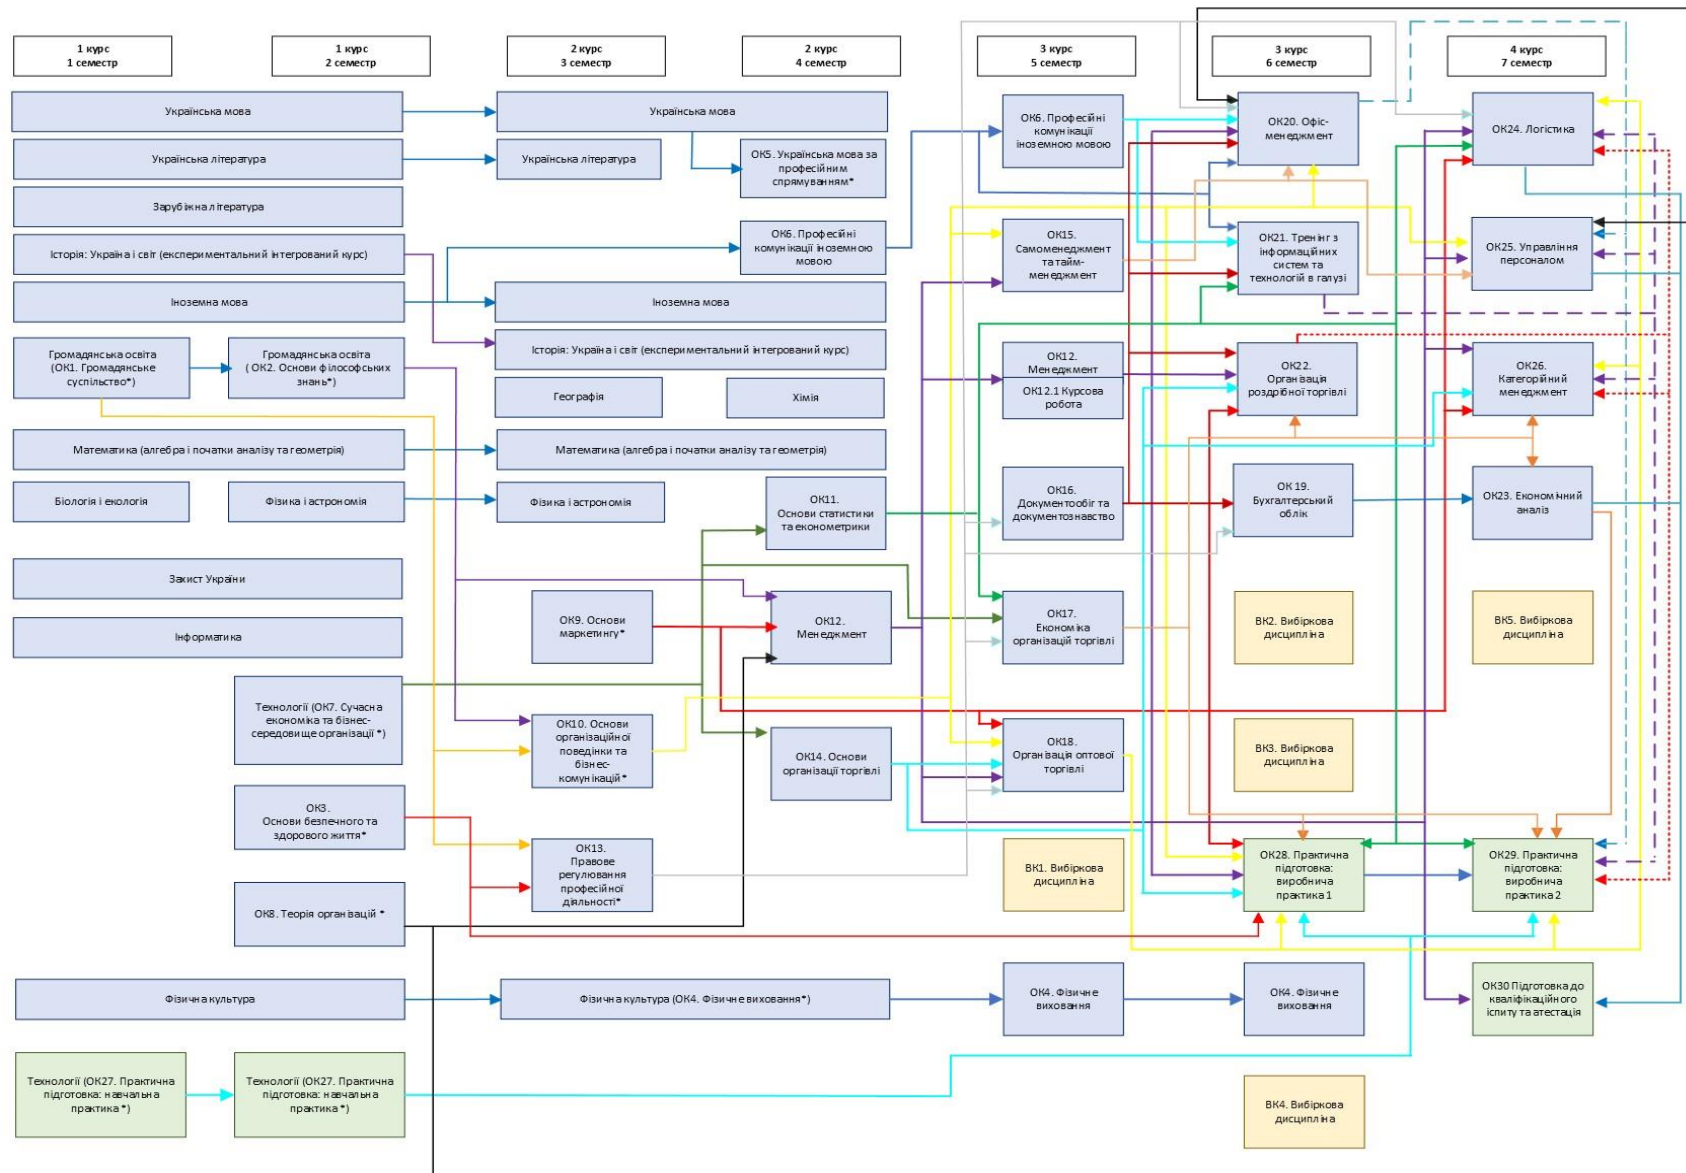 1 курс
1 семестр
1 курс
2 семестр
2 курс
3 семестр
2 курс
4 семестр
3 курс
5 семестр
3 курс
6 семестр
4 курс
7 семестр
Українська мова
Українська мова
Українська література
Українська література
ОК5. Українська мова за
професійним
спрямуванням*
Зарубіжна література
Історія: Україна і світ (експериментальний інтегрований курс)
ОК6. Професійні
комунікації іноземною
мовою
Іноземна мова
Іноземна мова
Громадянська освіта
(ОК1. Громадянське
суспільство*)
Громадянська освіта
( ОК2. Основи філософських
знань*)
Історія: Україна і світ (експериментальний інтегрований курс)
Географія
Хімія
Математика (алгебра і початки аналізу та геометрія)
Математика (алгебра і початки аналізу та геометрія)
Біологія і екологія
Фізика і астрономія
Фізика і астрономія
ОК11.
Основи статистики
та економетрики
Захист України
Інформатика
ОК9. Основи
маркетингу*
ОК12.
Менеджмент
Технології (ОК7. Сучасна
економіка та бізнес-
середовище організації *)
ОК10. Основи
організаційної
поведінки та
бізнес-
комунікацій*
ОК14. Основи
організації торгівлі
ОК3.
Основи безпечного та
здорового життя*
ОК13.
Правове
регулювання
професійної
діяльності*
ОК8. Теорія організацій *
Фізична культура
Фізична культура (ОК4. Фізичне виховання*)
Технології (ОК27. Практична
підготовка: навчальна
практика *)
Технології (ОК27. Практична
підготовка: навчальна
практика *)
ОК6. Професійні
комунікації
іноземною мовою
ОК15.
Самоменеджмент
та тайм-
менеджмент
ОК12.
Менеджмент
ОК12.1 Курсова
робота
ОК16.
Документообіг та
документознавство
ОК17.
Економіка
організацій торгівлі
ОК18.
Організація оптової
торгівлі
ВК1. Вибіркова
дисципліна
ОК4. Фізичне
виховання
ОК20. Офіс-
менеджмент
ОК21. Тренінг з
інформаційних
систем та
технологій в галузі
ОК22.
Організація
роздрібної торгівлі
ОК 19.
Бухгалтерський
облік
ВК2. Вибіркова
дисципліна
ВК3. Вибіркова
дисципліна
ОК28. Практична
підготовка:
виробнича
практика 1
ОК4. Фізичне
виховання
ВК4. Вибіркова
дисципліна
ОК24. Логістика
ОК25. Управління
персоналом
ОК26.
Категорійний
менеджмент
ОК23. Економічний
аналіз
ВК5. Вибіркова
дисципліна
ОК29. Практична
підготовка:
виробнича
практика 2
ОК30 Підготовка до
кваліфікаційного
іспиту та атестація